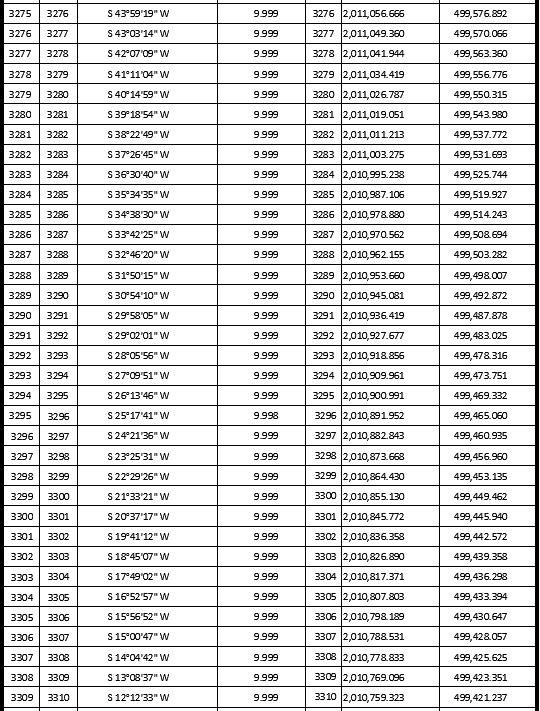 3275 3276 S 43°59'19" W 9.999 3276 2,011,056.666 499,576.892
3276 3277 S 43°03'14" W 9.999 3277 2,011,049.360 499,570.066
3277 3278 S 42°07'09" W 9.999 3278 2,011,041.944 499,563.360
3278 3279 S 41°11'04" W 9.999 3279 2,011,034.419 499,556.776
3279 3280 S 40°14'59" W 9.999 3280 2,011,026.787 499,550.315
3280 3281 S 39°18'54" W 9.999 3281 2,011,019.051 499,543.980
3281 3282 S 38°22'49" W 9.999 3282 2,011,011.213 499,537.772
3282 3283 S 37°26'45" W 9.999 3283 2,011,003.275 499,531.693
3283 3284 S 36°30'40" W 9.999 3284 2,010,995.238 499,525.744
3284 3285 S 35°34'35" W 9.999 3285 2,010,987.106 499,519.927
3285 3286 S 34°38'30" W 9.999 3286 2,010,978.880 499,514.243
3286 3287 S 33°42'25" W 9.999 3287 2,010,970.562 499,508.694
3287 3288 S 32°46'20" W 9.999 3288 2,010,962.155 499,503.282
3288 3289 S 31°50'15" W 9.999 3289 2,010,953.660 499,498.007
3289 3290 S 30°54'10" W 9.999 3290 2,010,945.081 499,492.872
3290 3291 S 29°58'05" W 9.999 3291 2,010,936.419 499,487.878
3291 3292 S 29°02'01" W 9.999 3292 2,010,927.677 499,483.025
3292 3293 S 28°05'56" W 9.999 3293 2,010,918.856 499,478.316
3293 3294 S 27°09'51" W 9.999 3294 2,010,909.961 499,473.751
3294 3295 S 26°13'46" W 9.999 3295 2,010,900.991 499,469.332
3295 3296 S 25°17'41" W 9.998 3296 2,010,891.952 499,465.060
3296 3297 S 24°21'36" W 9.999 3297 2,010,882.843 499,460.935
3297 3298 S 23°25'31" W 9.999 3298 2,010,873.668 499,456.960
3298 3299 S 22°29'26" W 9.999 3299 2,010,864.430 499,453.135
3299 3300 S 21°33'21" W 9.999 3300 2,010,855.130 499,449.462
3300 3301 S 20°37'17" W 9.999 3301 2,010,845.772 499,445.940
3301 3302 S 19°41'12" W 9.999 3302 2,010,836.358 499,442.572
3302 3303 S 18°45'07" W 9.999 3303 2,010,826.890 499,439.358
3303 3304 S 17°49'02" W 9.999 3304 2,010,817.371 499,436.298
3304 3305 S 16°52'57" W 9.999 3305 2,010,807.803 499,433.394
3305 3306 S 15°56'52" W 9.999 3306 2,010,798.189 499,430.647
3306 3307 S 15°00'47" W 9.999 3307 2,010,788.531 499,428.057
3307 3308 S 14°04'42" W 9.999 3308 2,010,778.833 499,425.625
3308 3309 S 13°08'37" W 9.999 3309 2,010,769.096 499,423.351
3309 3310 S 12°12'33" W 9.999 3310 2,010,759.323 499,421.237